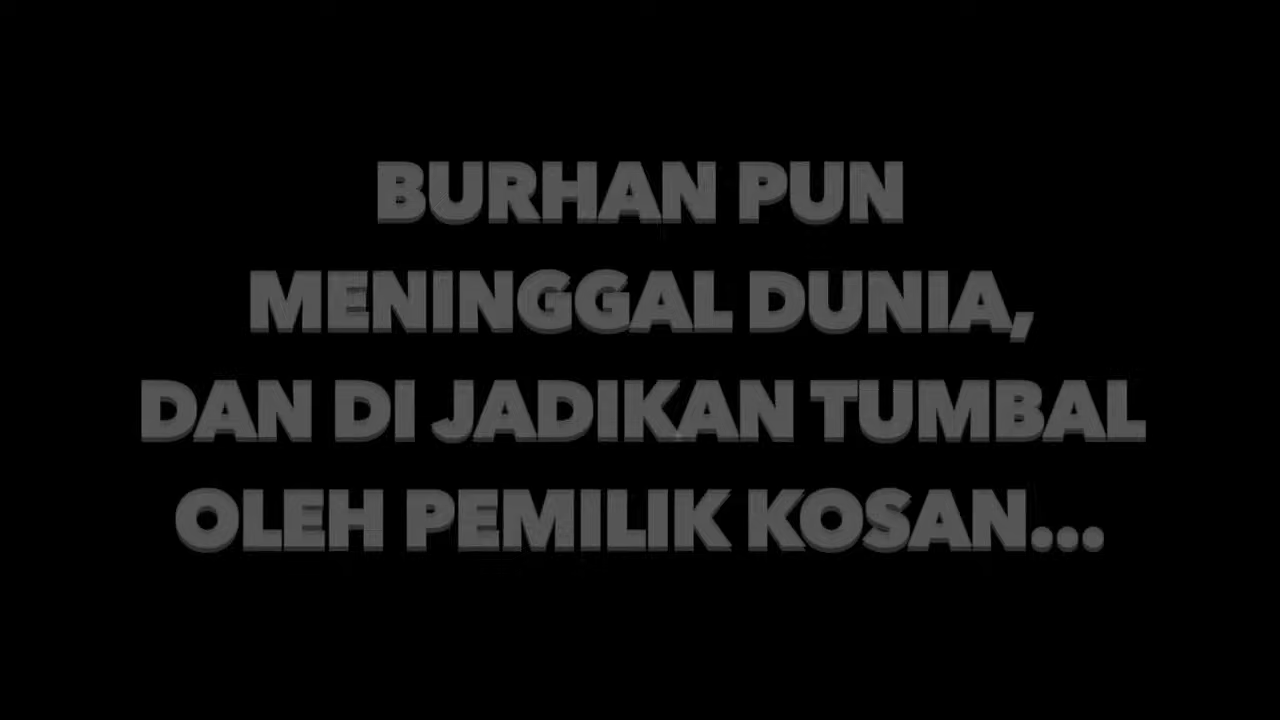 BURHAN PUN
MENINGGAL DUNIA,
DAN DI JADIKAN TUMBAL
OLEH PEMILIK KOSAN...